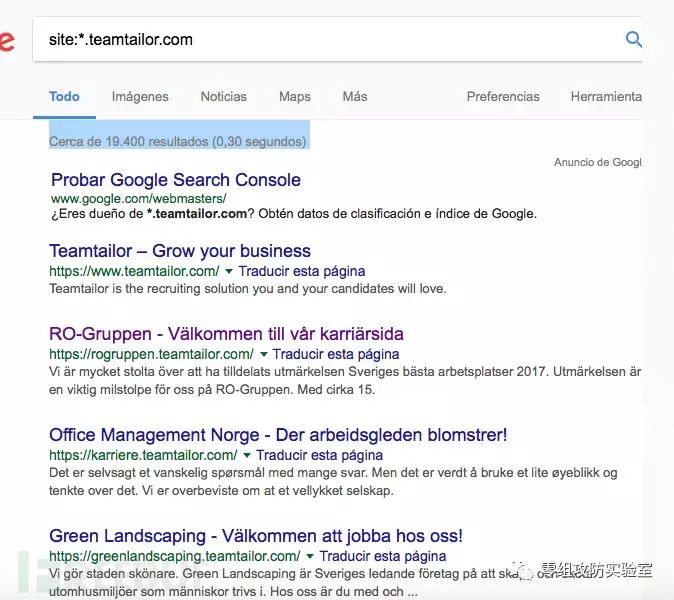 e
site:*.teamtailor.com
Todo Imágenes Noticias Maps Más Preferencias Herramienta
Cerca de 19.400 resultados (0,30 segundos)
Anuncio de Googl
Probar Google Search Console
www.google.com/webmasters/
¿Eres dueño de *.teamtailor.com? Obtén datos de clasificación e índice de Google.
Teamtailor – Grow your business
https://www.teamtailor.com/ Traducir esta página
Teamtailor is the recruiting solution you and your candidates will love.
RO-Gruppen - Välkommen till vår karriärsida
https://rogruppen.teamtailor.com/ Traducir esta página
Vi är mycket stolta över att ha tilldelats utmärkelsen Sveriges bästa arbetsplatser 2017. Utmärkelsen är
en viktig milstolpe för oss på RO-Gruppen. Med cirka 15.
Office Management Norge - Der arbeidsgleden blomstrer!
https://karriere.teamtailor.com/ Traducir esta página
Det er selvsagt et vanskelig spørsmål med mange svar. Men det er verdt å bruke et lite øyeblikk og
tenkte over det. Vi er overbeviste om at et vellykket selskap.
Green Landscaping - Välkommen att jobba hos oss!
https://greenlandscaping.teamtailor.com/ Traducir esta página
Vi gör staden skönare. Green Landscaping är Sveriges ledande företag på att
utomhusmiljöer som människor trivs i. Hos oss är du med och ...
零组攻防实验室